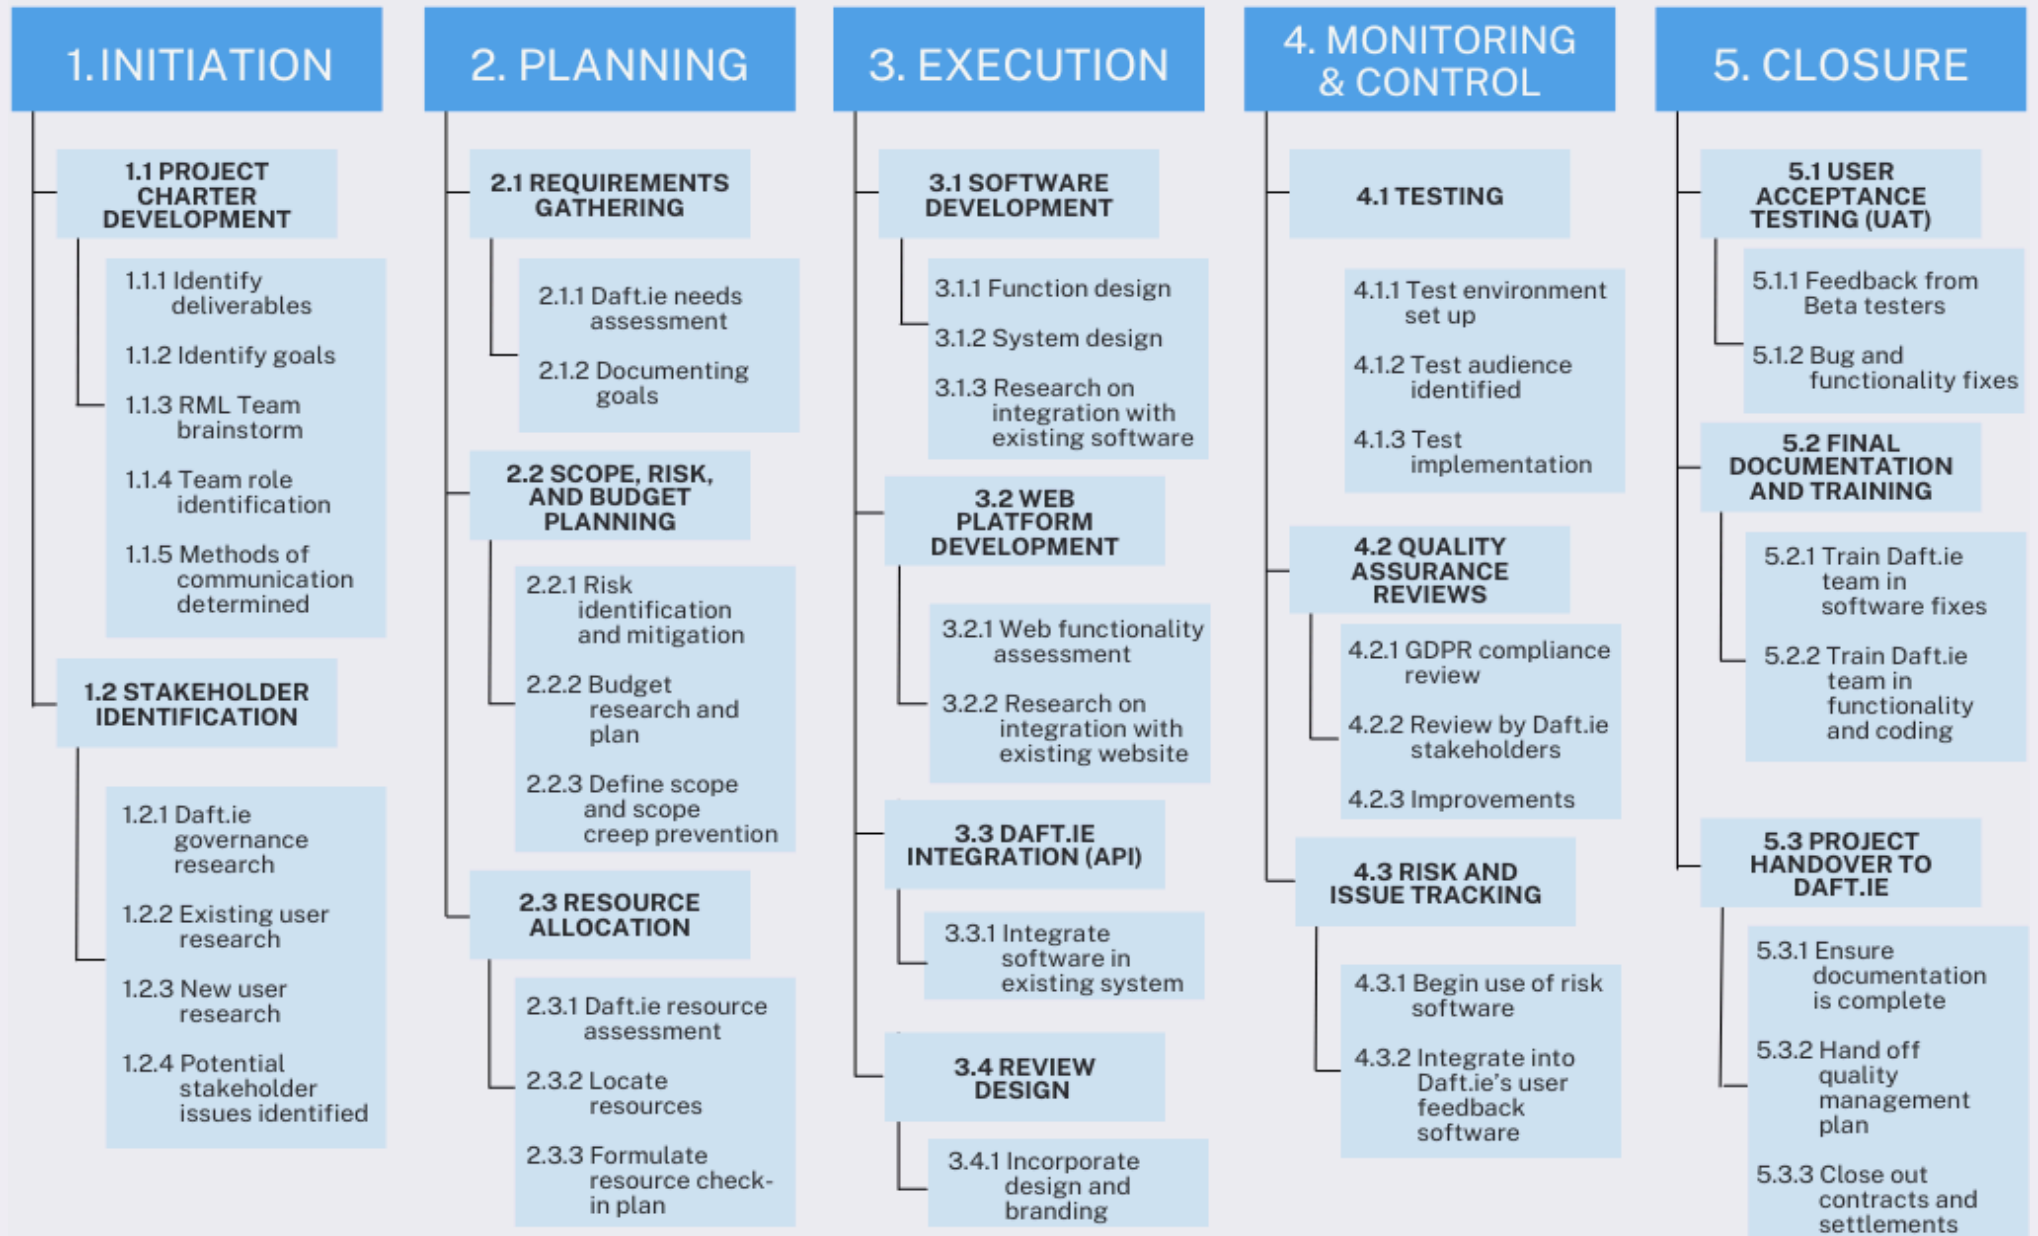 1. INITIATION
1.1 PROJECT
CHARTER
DEVELOPMENT
1.1.1 Identify
deliverables
1.1.2 Identify goals
1.1.3 RML Team
brainstorm
1.1.4 Team role
identification
1.1.5 Methods of
communication
determined
1.2 STAKEHOLDER
IDENTIFICATION
1.2.1 Daft.ie
governance
research
1.2.2 Existing user
research
1.2.3 New user
research
1.2.4 Potential
stakeholder
issues identified
2. PLANNING
2.1 REQUIREMENTS
GATHERING
2.1.1 Daft.ie needs
assessment
2.1.2 Documenting
goals
2.2 SCOPE, RISK,
AND BUDGET
PLANNING
2.2.1 Risk
identification
and mitigation
2.2.2 Budget
research and
plan
2.2.3 Define scope
and scope
creep prevention
2.3 RESOURCE
ALLOCATION
2.3.1 Daft.ie resource
assessment
2.3.2 Locate
resources
2.3.3 Formulate
resource check-
in plan
3. EXECUTION
3.1 SOFTWARE
DEVELOPMENT
3.1.1 Function design
3.1.2 System design
3.1.3 Research on
integration with
existing software
3.2 WEB
PLATFORM
DEVELOPMENT
3.2.1 Web functionality
assessment
3.2.2 Research on
integration with
existing website
3.3 DAFT.IE
INTEGRATION (API)
3.3.1 Integrate
software in
existing system
3.4 REVIEW
DESIGN
3.4.1 Incorporate
design and
branding
4. MONITORING
& CONTROL
4.1 TESTING
4.1.1 Test environment
set up
4.1.2 Test audience
identified
4.1.3 Test
implementation
4.2 QUALITY
ASSURANCE
REVIEWS
4.2.1 GDPR compliance
review
4.2.2 Review by Daft.ie
stakeholders
4.2.3 Improvements
4.3 RISK AND
ISSUE TRACKING
4.3.1 Begin use of risk
software
4.3.2 Integrate into
Daft.ie's user
feedback
software
5. CLOSURE
5.1 USER
ACCEPTANCE
TESTING (UAT)
5.1.1 Feedback from
Beta testers
5.1.2 Bug and
functionality fixes
5.2 FINAL
DOCUMENTATION
AND TRAINING
5.2.1 Train Daft.ie
team in
software fixes
5.2.2 Train Daft.ie
team in
functionality
and coding
5.3 PROJECT
HANDOVER TO
DAFT.IE
5.3.1 Ensure
documentation
is complete
5.3.2 Hand off
quality
management
plan
5.3.3 Close out
contracts and
settlements